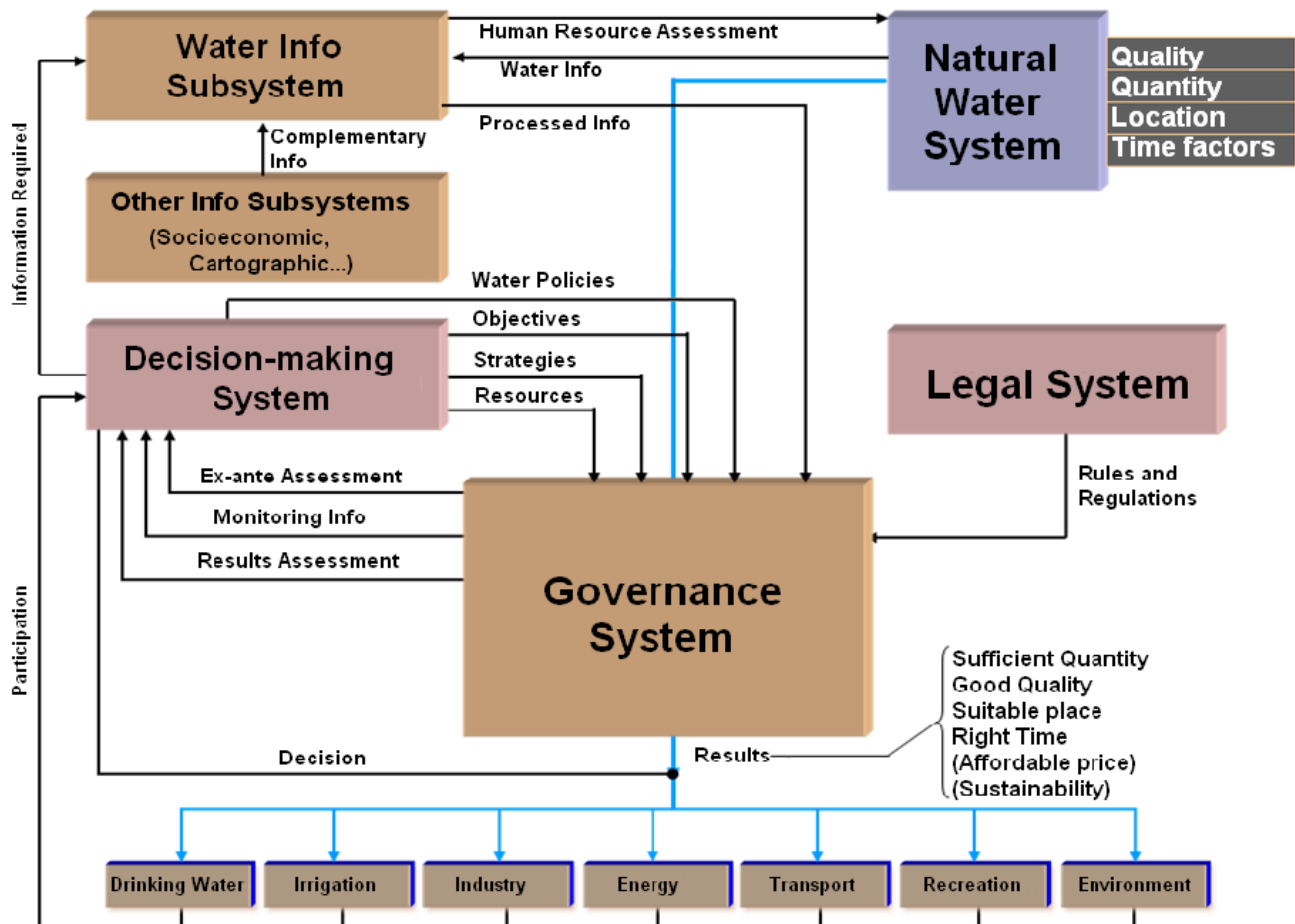 Water Info
Subsystem
Human Resource Assessment
Water Info
Processed Info
Natural
Water
System
Quality
Quantity
Location
Time factors
Complementary
Info
Other Info Subsystems
(Socioeconomic,
Cartographic...)
Information Required
Water Policies
Objectives
Strategies
Resources
Decision-making
System
Legal System
Rules and
Regulations
Ex-ante Assessment
Monitoring Info
Results Assessment
Governance
System
Participation
Decision
Results
Sufficient Quantity
Good Quality
Suitable place
Right Time
(Affordable price)
(Sustainability)
Drinking Water
Irrigation
Industry
Energy
Transport
Recreation
Environment